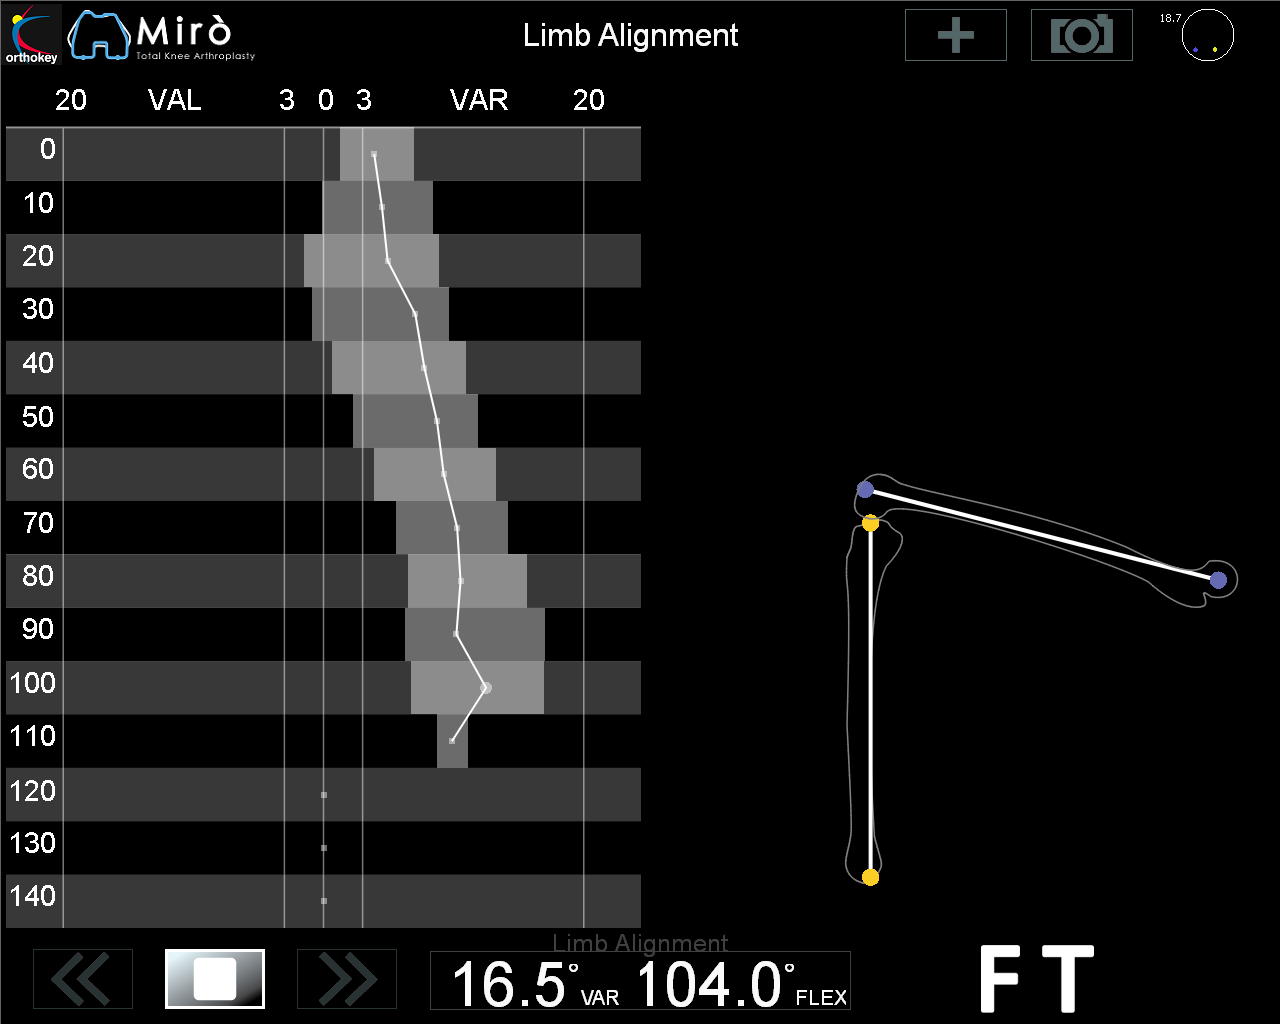 orthokey
Mirò
Total Knee Arthroplasty
Limb Alignment
18.7
20 VAL 3 0 3 VAR 20
0
10
20
30
40
50
60
70
80
90
100
110
120
130
140
Limb Alignment
16.5° VAR 104.0° FLEX
FT